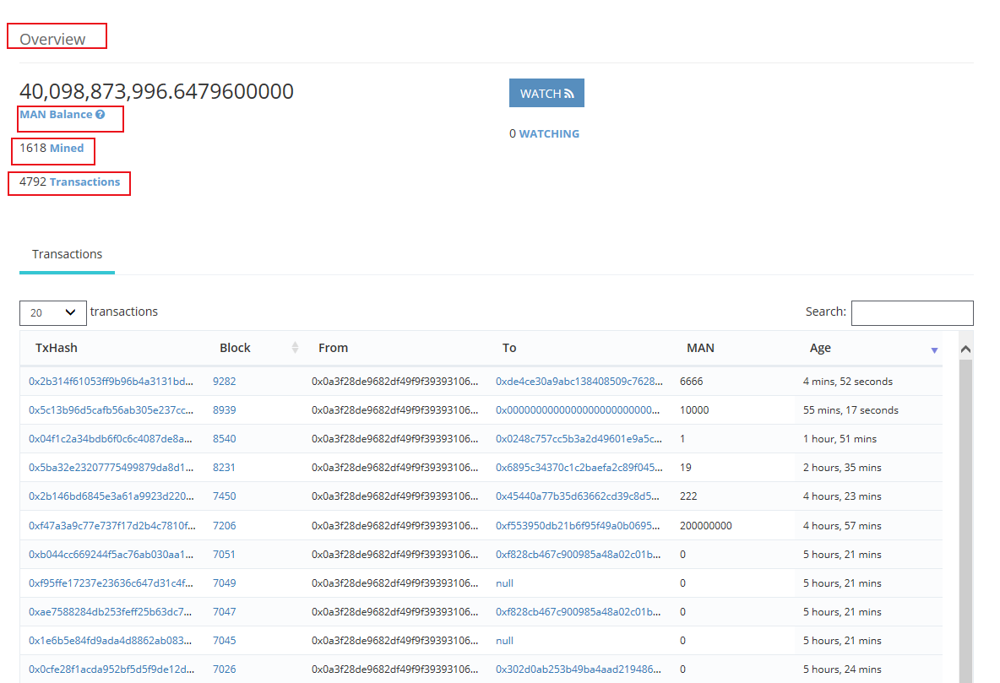 Overview
40,098,873,996.6479600000
WATCH
MAN Balance
0 WATCHING
1618 Mined
4792 Transactions
Transactions
20 transactions Search:
TxHash Block From To MAN Age
0x2b314f61053ff9b96b4a3131bd... 9282 0x0a3f28de9682df49f9f39393106... 0xde4ce30a9abc138408509c7628... 6666 4 mins, 52 seconds
0x5c13b96d5cafb56ab305e237cc... 8939 0x0a3f28de9682df49f9f39393106... 0x0000000000000000000000000... 10000 55 mins, 17 seconds
0x04f1c2a34bdb6f0c6c4087de8a... 8540 0x0a3f28de9682df49f9f39393106... 0x0248c757cc5b3a2d49601e9a5c... 1 1 hour, 51 mins
0x5ba32e23207775499879da8d1... 8231 0x0a3f28de9682df49f9f39393106... 0x6895c34370c1c2baefa2c89f045... 19 2 hours, 35 mins
0x2b146bd6845e3a61a9923d220... 7450 0x0a3f28de9682df49f9f39393106... 0x45440a77b35d63662cd39c8d5... 222 4 hours, 23 mins
0xf47a3a9c77e737f17d2b4c7810f... 7206 0x0a3f28de9682df49f9f39393106... 0xf553950db21b6f95f49a0b0695... 200000000 4 hours, 57 mins
0xb044cc669244f5ac76ab030aa1... 7051 0x0a3f28de9682df49f9f39393106... 0xf828cb467c900985a48a02c01b... 0 5 hours, 21 mins
0xf95ffe17237e23636c647d31c4f... 7049 0x0a3f28de9682df49f9f39393106... null 0 5 hours, 21 mins
0xae7588284db253feff25b63dc7... 7047 0x0a3f28de9682df49f9f39393106... 0xf828cb467c900985a48a02c01b... 0 5 hours, 21 mins
0x1e6b5e84fd9ada4d8862ab083... 7045 0x0a3f28de9682df49f9f39393106... null 0 5 hours, 21 mins
0x0cfe28f1acda952bf5d5f9de12d... 7026 0x0a3f28de9682df49f9f39393106... 0x302d0ab253b49ba4aad219486... 0 5 hours, 24 mins